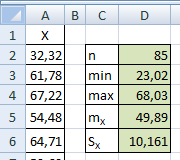 A B C D
1 X
2 32,32 n 85
3 61,78 min 23,02
4 67,22 max 68,03
5 54,48 mX 49,89
6 64,71 SX 10,161